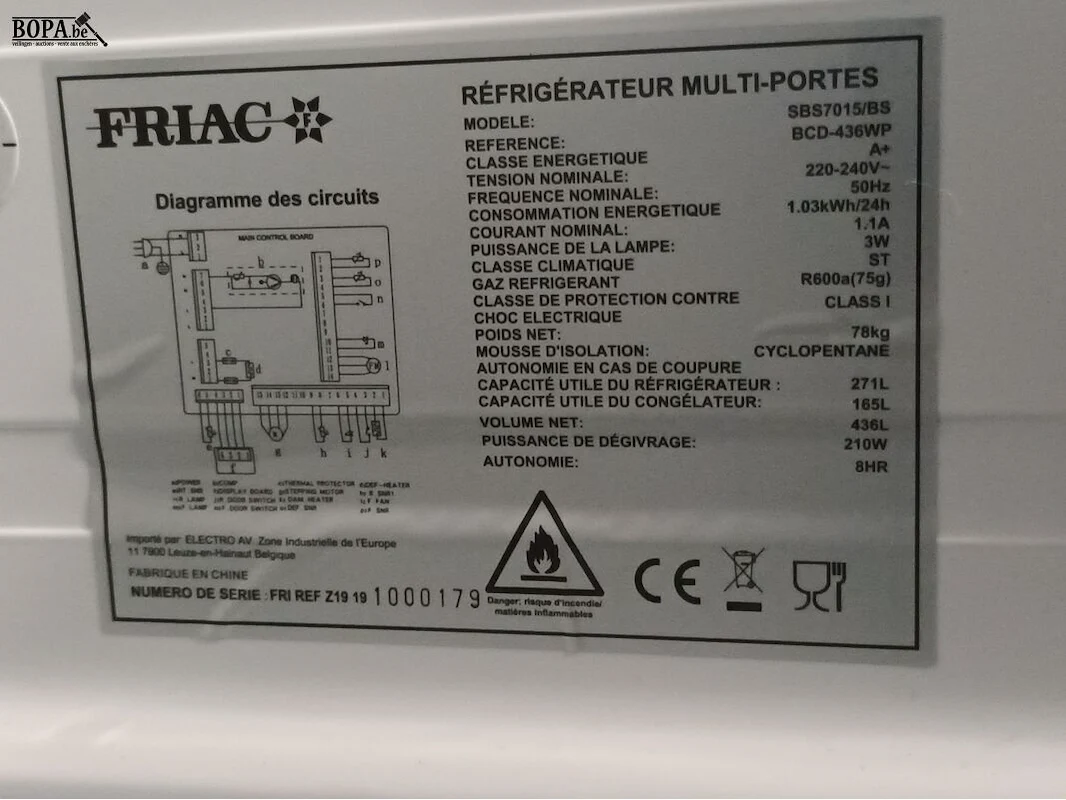 BOPA.be
veilingen - auctions - vente aux enchères
FRIAC F
Diagramme des circuits
MAIN CONTROL BOARD
a
b
p
o
n
m
l
c
d
e
f
g
h
i
j
k
RÉFRIGÉRATEUR MULTI-PORTES
MODELE: SBS7015/BS
REFERENCE: BCD-436WP
CLASSE ENERGETIQUE A+
TENSION NOMINALE: 220-240V~
FREQUENCE NOMINALE: 50Hz
CONSOMMATION ENERGETIQUE 1.03kWh/24h
COURANT NOMINAL: 1.1A
PUISSANCE DE LA LAMPE: 3W
CLASSE CLIMATIQUE ST
GAZ REFRIGERANT R600a(75g)
CLASSE DE PROTECTION CONTRE CLASS I
CHOC ELECTRIQUE
POIDS NET: 78kg
MOUSSE D'ISOLATION: CYCLOPENTANE
AUTONOMIE EN CAS DE COUPURE
CAPACITÉ UTILE DU RÉFRIGÉRATEUR : 271L
CAPACITÉ UTILE DU CONGÉLATEUR: 165L
VOLUME NET: 436L
PUISSANCE DE DÉGIVRAGE: 210W
AUTONOMIE: 8HR
Importé par ELECTRO AV Zone Industrielle de l'Europe
11 7900 Leuze-en-Hainaut Belgique
FABRIQUE EN CHINE
NUMERO DE SERIE : FRI REF Z19 19 1000179
Danger; risque d'incendie/
matières inflammables
CE